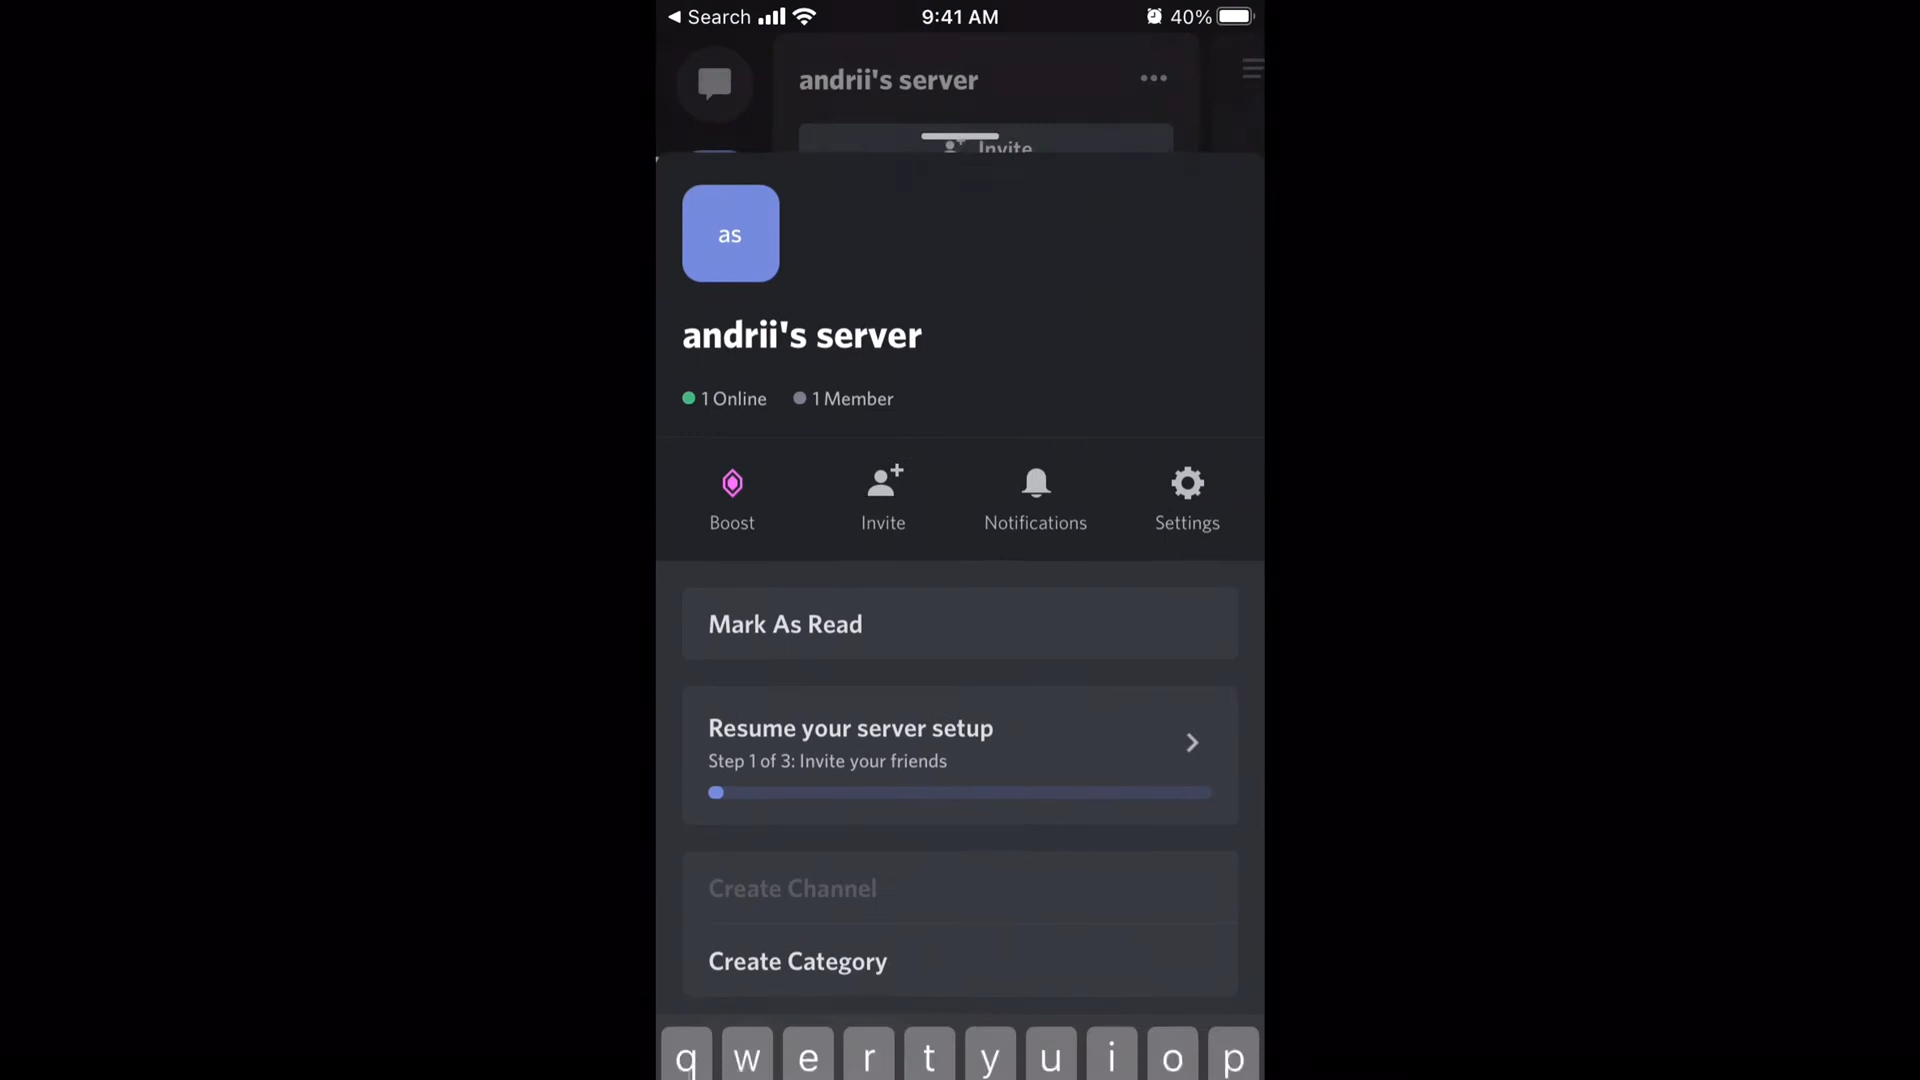 Search 9:41 AM 40%
andrii's server
Invite
as
andrii's server
1 Online 1 Member
Boost Invite Notifications Settings
Mark As Read
Resume your server setup
Step 1 of 3: Invite your friends
Create Channel
Create Category
q w e r t y u i o p